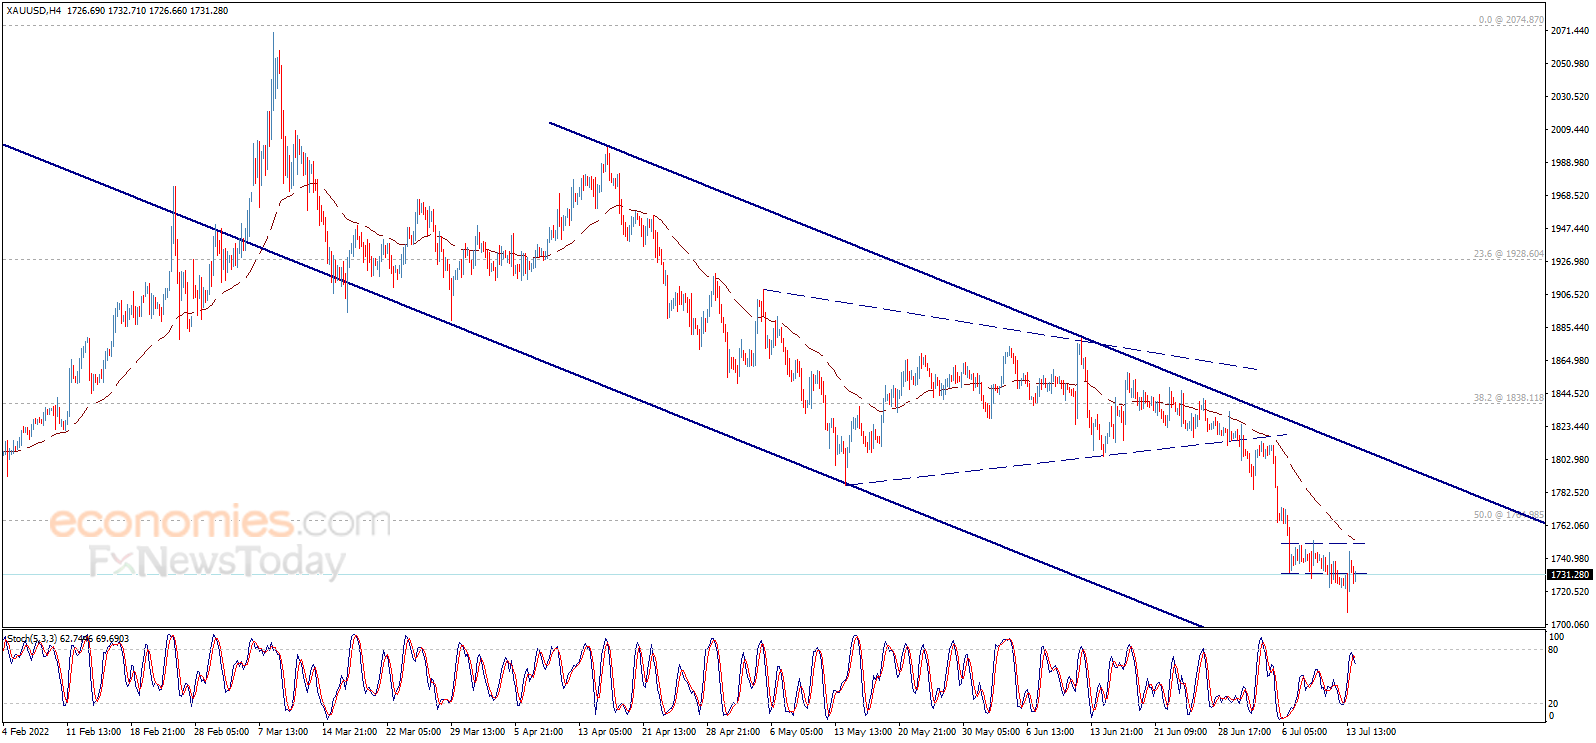 XAUUSD,H4 1726.690 1732.710 1726.660 1731.280
0.0 @ 2074.870
2071.440
2050.980
2030.520
2009.440
1988.980
1968.520
1947.440
23.6 @ 1928.604
1926.980
1906.520
1885.440
1864.980
38.2 @ 1838.118
1844.520
1823.440
1802.980
1782.520
50.0 @ 1764.985
1762.060
1740.980
1731.280
1720.520
1700.060
economies.com
FxNewsToday
Stoch(5,3,3) 62.7446 69.6903
100
80
20
0
4 Feb 2022 11 Feb 13:00 18 Feb 21:00 28 Feb 05:00 7 Mar 13:00 14 Mar 21:00 22 Mar 05:00 29 Mar 13:00 5 Apr 21:00 13 Apr 05:00 21 Apr 13:00 28 Apr 21:00 6 May 05:00 13 May 13:00 20 May 21:00 30 May 05:00 6 Jun 13:00 13 Jun 21:00 21 Jun 09:00 28 Jun 17:00 6 Jul 05:00 13 Jul 13:00